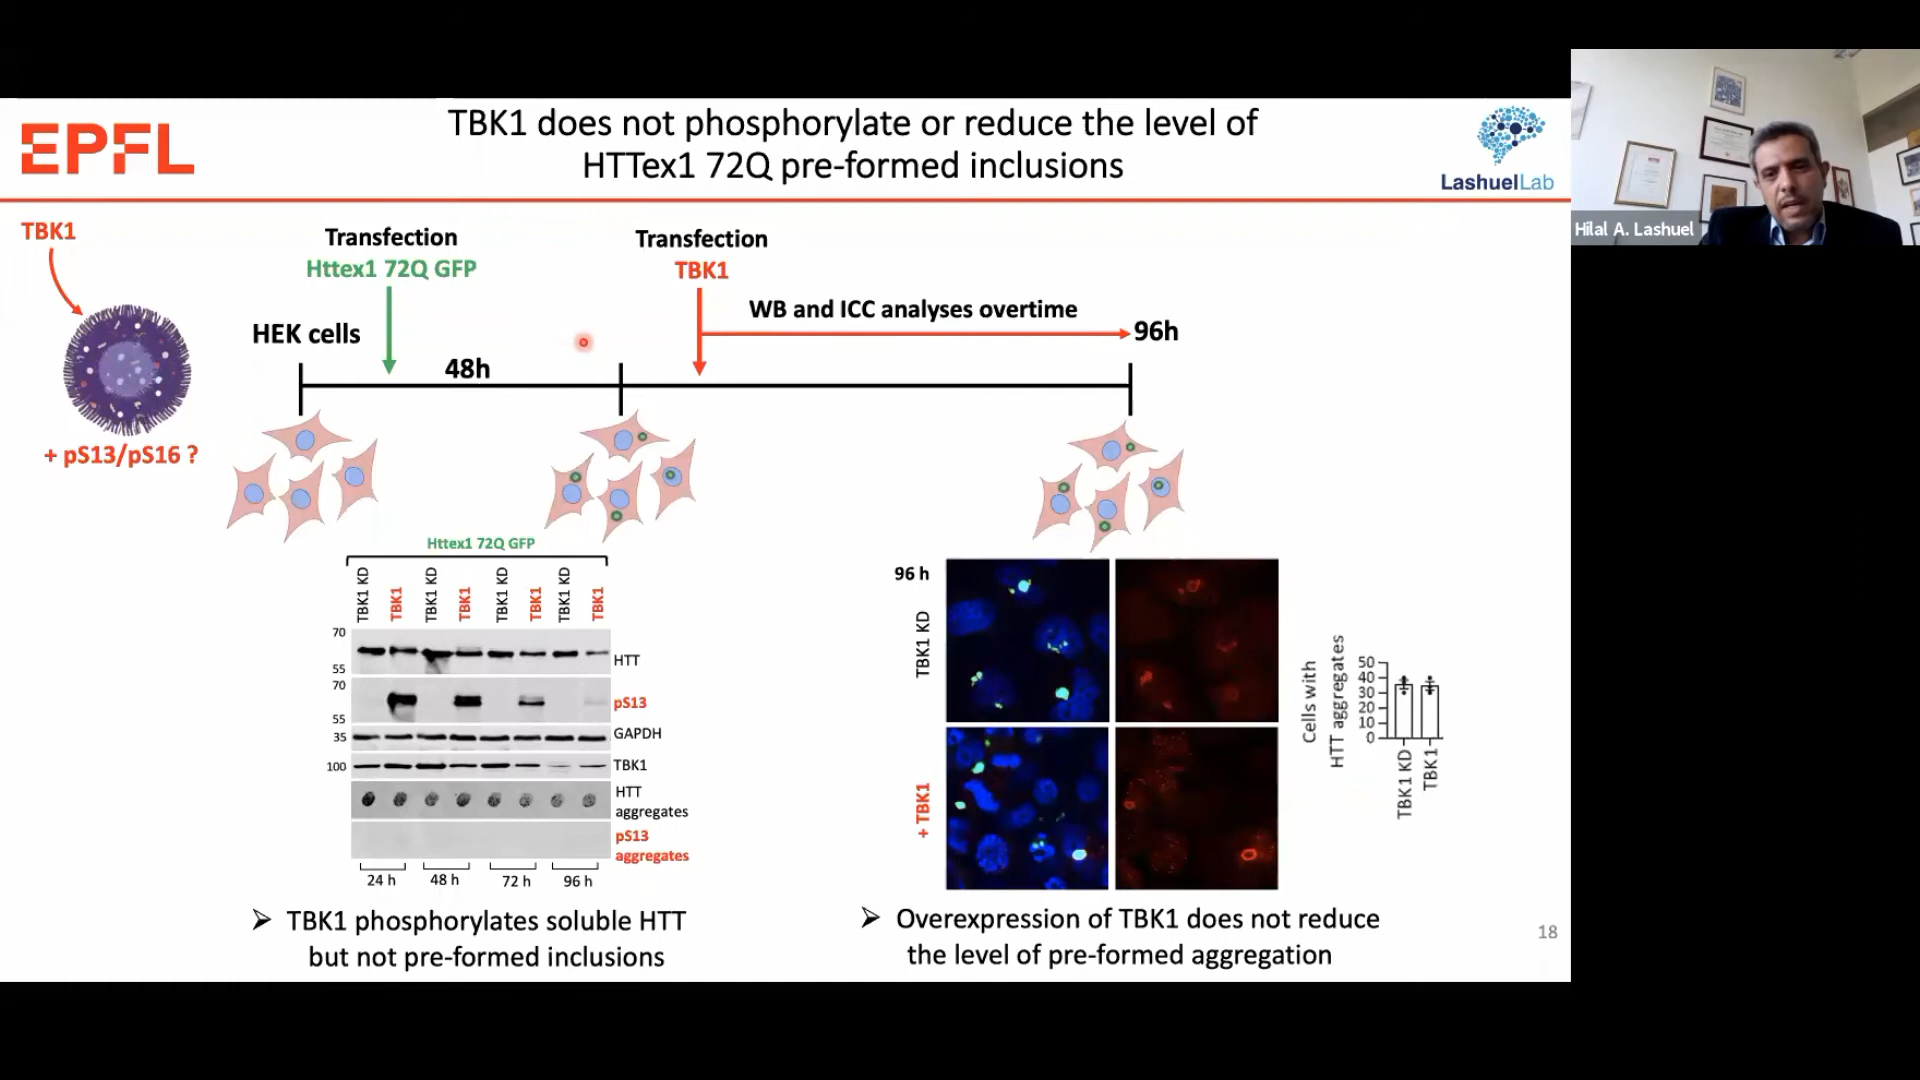 EPFL
TBK1 does not phosphorylate or reduce the level of
HTTex1 72Q pre-formed inclusions
LashuelLab
Hilal A. Lashuel
TBK1
+ pS13/pS16 ?
Transfection
Httex1 72Q GFP
Transfection
TBK1
WB and ICC analyses overtime
96h
HEK cells
48h
Httex1 72Q GFP
TBK1 KD
TBK1
TBK1 KD
TBK1
TBK1 KD
TBK1
TBK1 KD
TBK1
70
55
HTT
70
55
pS13
35
GAPDH
100
TBK1
HTT
aggregates
pS13
aggregates
24 h
48 h
72 h
96 h
TBK1 phosphorylates soluble HTT
but not pre-formed inclusions
96 h
TBK1 KD
+ TBK1
Cells with
HTT aggregates
50
40
30
20
10
0
TBK1 KD
TBK1
Overexpression of TBK1 does not reduce
the level of pre-formed aggregation
18